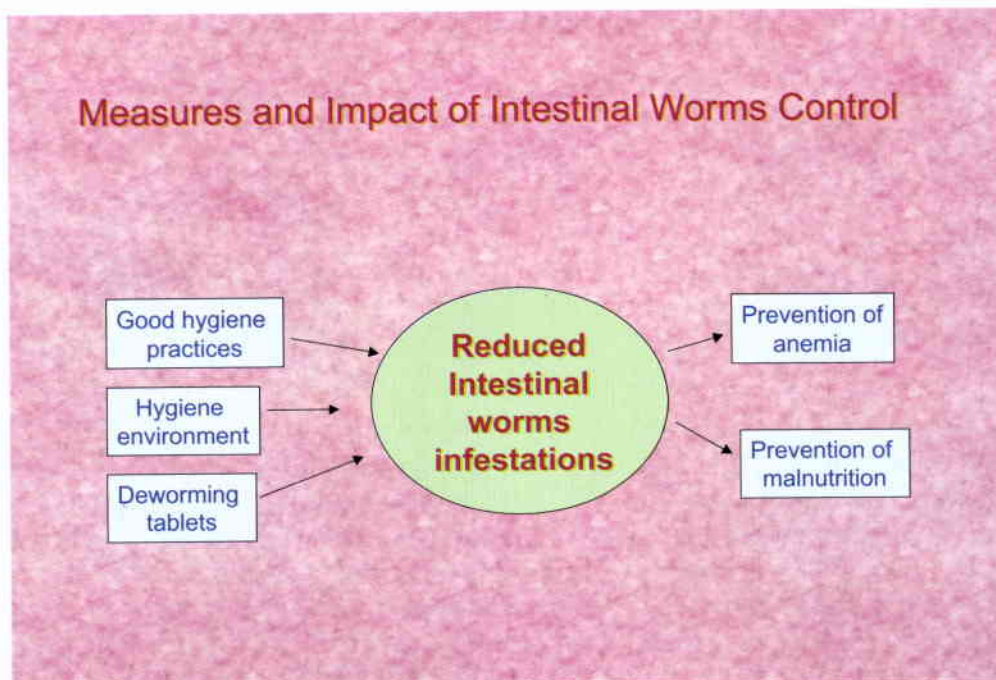 Measures and Impact of Intestinal Worms Control
Good hygiene
practices
Hygiene
environment
Deworming
tablets
Reduced
Intestinal
worms
infestations
Prevention of
anemia
Prevention of
malnutrition